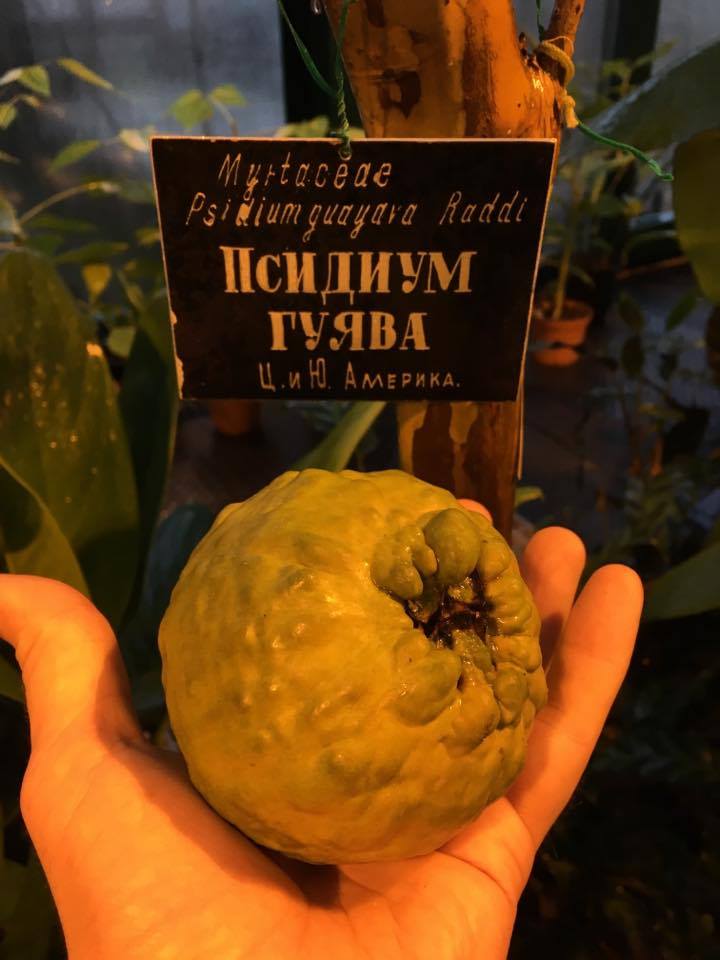 Myrtaceae
Psidium guayava Raddi
Псидиум
гуява
Ц. и Ю. Америка.